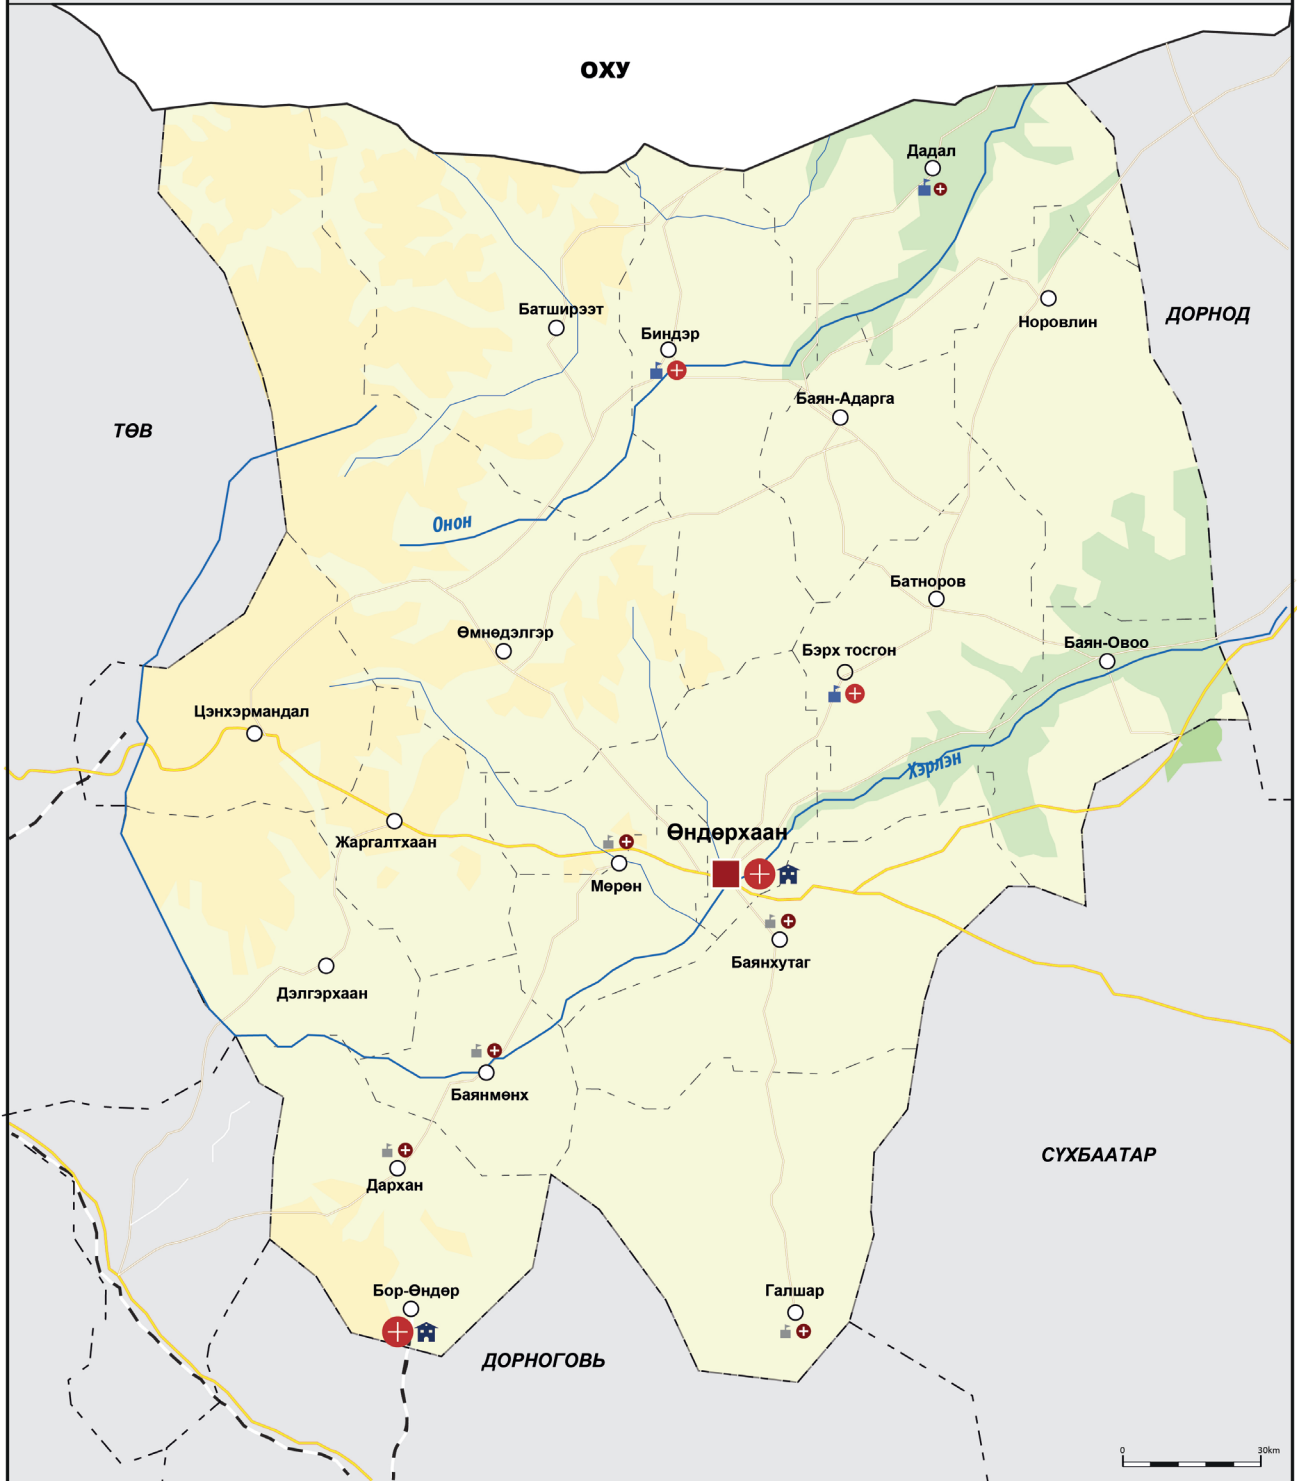 ОХУ
Дадал
Батширээт
Биндэр
Норовлин
ДОРНОД
Баян-Адарга
ТӨВ
Онон
Батноров
Өмнөдэлгэр
Бэрх тосгон
Баян-Овоо
Цэнхэрмандал
Хэрлэн
Өндөрхаан
Жаргалтхаан
Мөрөн
Баянхутаг
Дэлгэрхаан
Баянмөнх
СҮХБААТАР
Дархан
Бор-Өндөр
Галшар
ДОРНОГОВЬ
0 30km